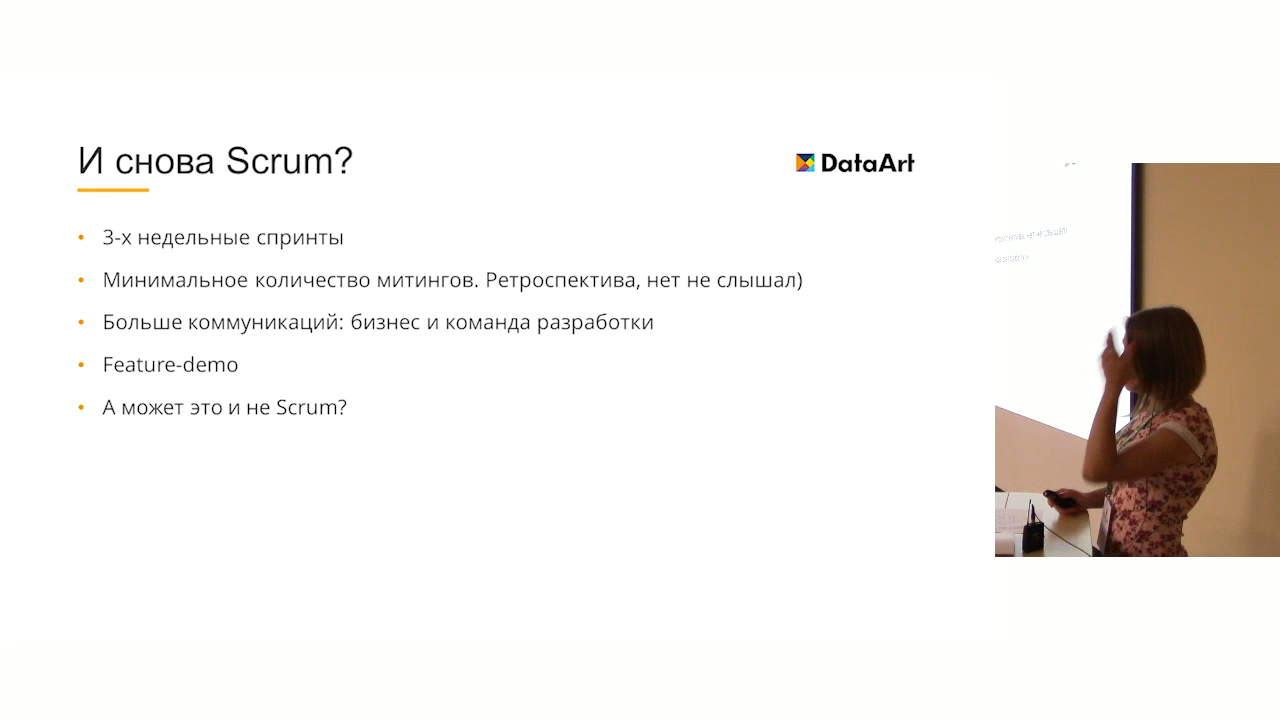 И снова Scrum?
DataArt
• 3-х недельные спринты
• Минимальное количество митингов. Ретроспектива, нет не слышал)
• Больше коммуникаций: бизнес и команда разработки
• Feature-demo
• А может это и не Scrum?